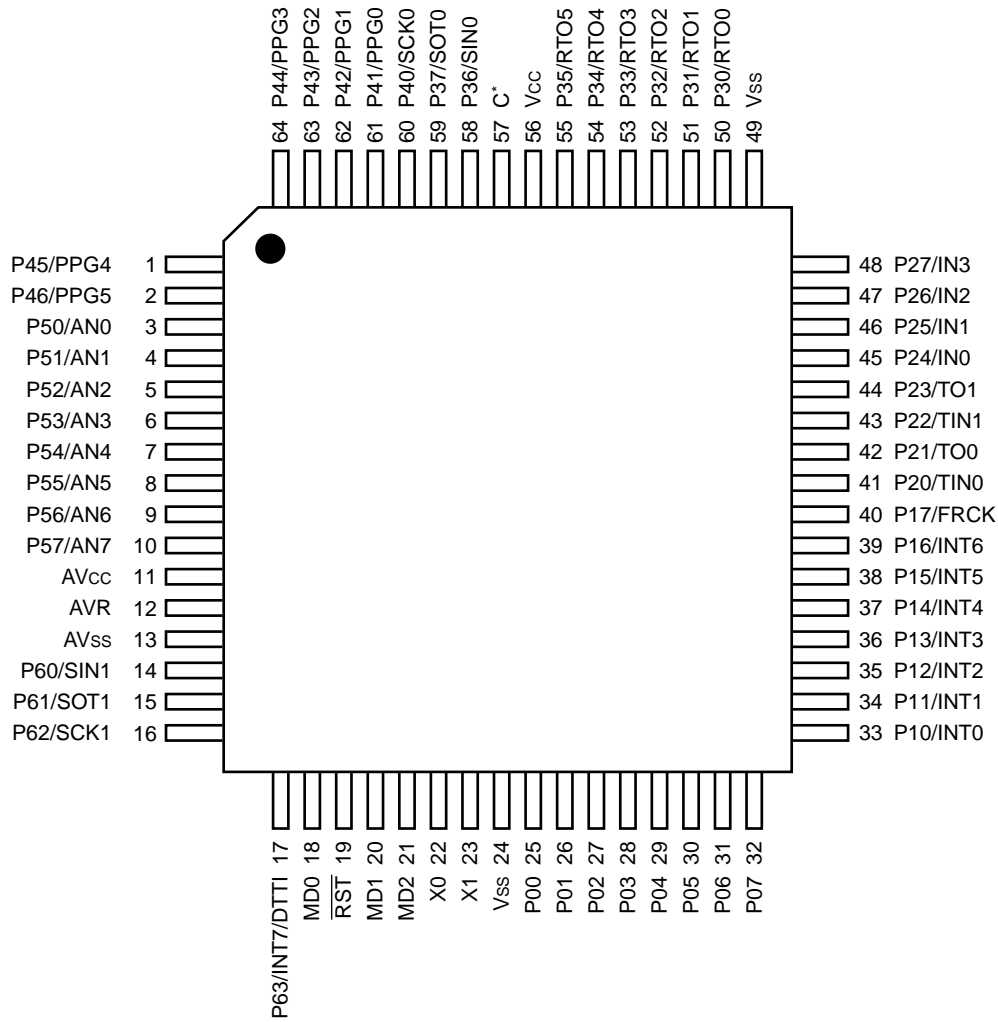 64 P44/PPG3
63 P43/PPG2
62 P42/PPG1
61 P41/PPG0
60 P40/SCK0
59 P37/SOT0
58 P36/SIN0
57 C*
56 Vcc
55 P35/RTO5
54 P34/RTO4
53 P33/RTO3
52 P32/RTO2
51 P31/RTO1
50 P30/RTO0
49 Vss
P45/PPG4 1
P46/PPG5 2
P50/AN0 3
P51/AN1 4
P52/AN2 5
P53/AN3 6
P54/AN4 7
P55/AN5 8
P56/AN6 9
P57/AN7 10
AVcc 11
AVR 12
AVss 13
P60/SIN1 14
P61/SOT1 15
P62/SCK1 16
48 P27/IN3
47 P26/IN2
46 P25/IN1
45 P24/IN0
44 P23/TO1
43 P22/TIN1
42 P21/TO0
41 P20/TIN0
40 P17/FRCK
39 P16/INT6
38 P15/INT5
37 P14/INT4
36 P13/INT3
35 P12/INT2
34 P11/INT1
33 P10/INT0
P63/INT7/DTTI 17
MD0 18
R̅S̅T̅ 19
MD1 20
MD2 21
X0 22
X1 23
Vss 24
P00 25
P01 26
P02 27
P03 28
P04 29
P05 30
P06 31
P07 32